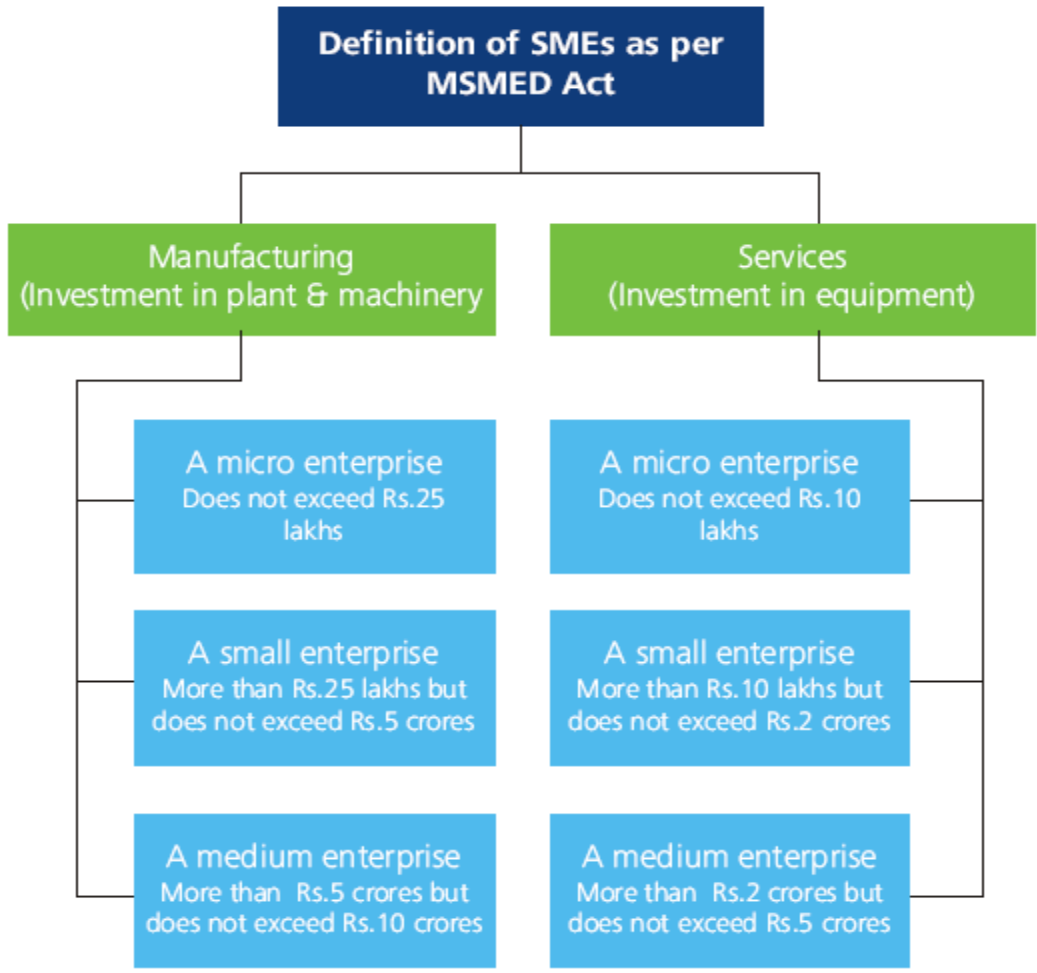 Definition of SMEs as per
MSMED Act
Manufacturing
(Investment in plant & machinery
Services
(Investment in equipment)
A micro enterprise
Does not exceed Rs.25
lakhs
A small enterprise
More than Rs.25 lakhs but
does not exceed Rs.5 crores
A medium enterprise
More than Rs.5 crores but
does not exceed Rs.10 crores
A micro enterprise
Does not exceed Rs.10
lakhs
A small enterprise
More than Rs.10 lakhs but
does not exceed Rs.2 crores
A medium enterprise
More than Rs.2 crores but
does not exceed Rs.5 crores